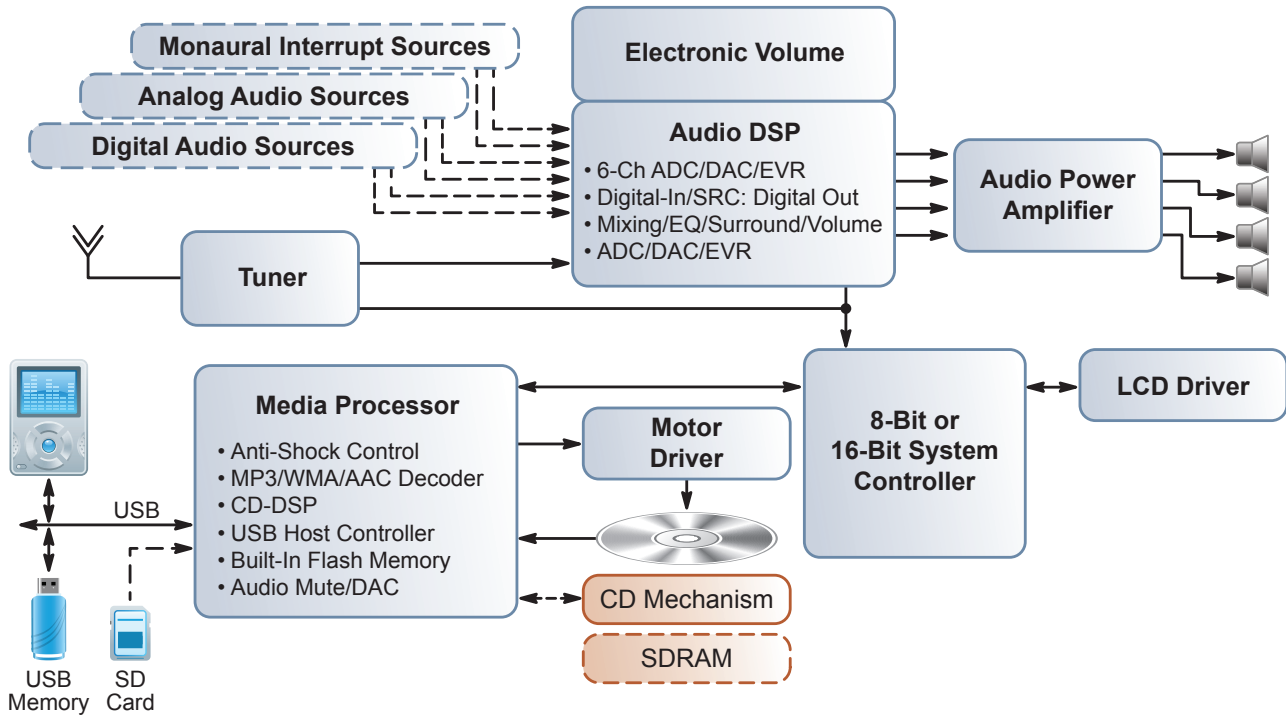 Monaural Interrupt Sources
Analog Audio Sources
Digital Audio Sources
Electronic Volume
Audio DSP
• 6-Ch ADC/DAC/EVR
• Digital-In/SRC: Digital Out
• Mixing/EQ/Surround/Volume
• ADC/DAC/EVR
Audio Power
Amplifier
Tuner
Media Processor
• Anti-Shock Control
• MP3/WMA/AAC Decoder
• CD-DSP
• USB Host Controller
• Built-In Flash Memory
• Audio Mute/DAC
Motor
Driver
8-Bit or
16-Bit System
Controller
LCD Driver
USB
CD Mechanism
SDRAM
USB
Memory
SD
Card